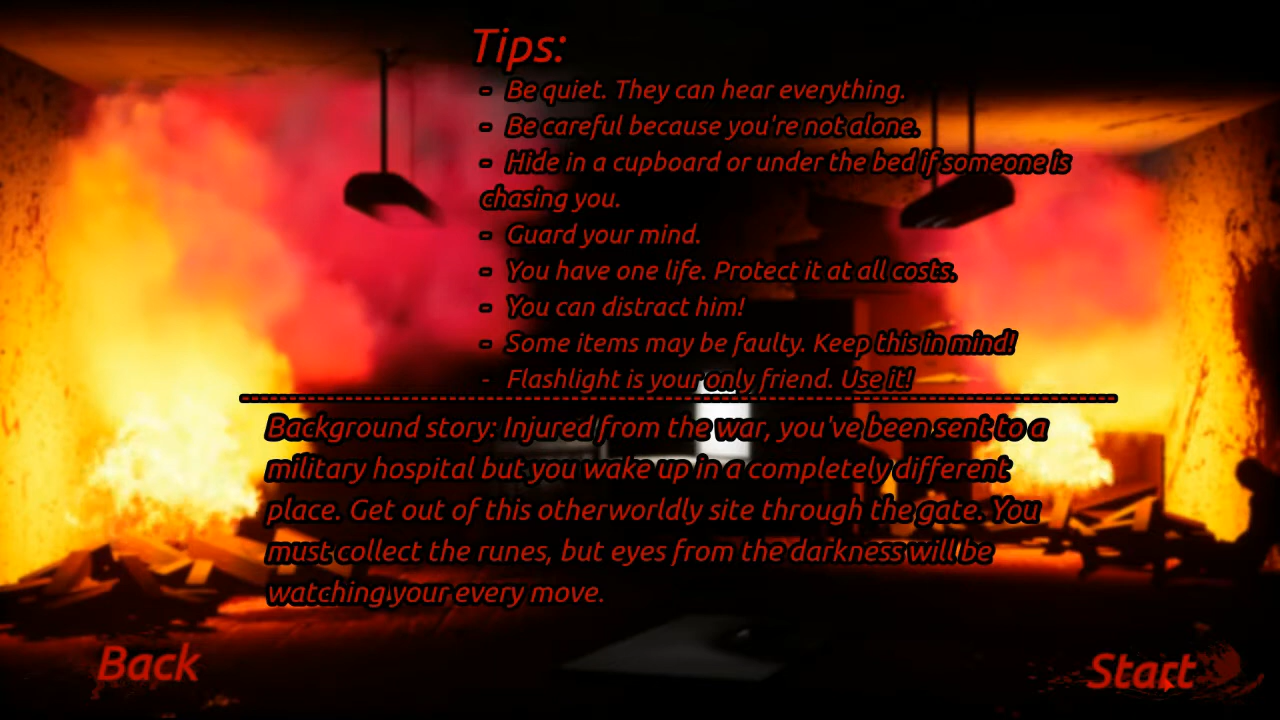 Tips:
- Be quiet. They can hear everything.
- Be careful because you're not alone.
- Hide in a cupboard or under the bed if someone is
chasing you.
- Guard your mind.
- You have one life. Protect it at all costs.
- You can distract him!
- Some items may be faulty. Keep this in mind!
- Flashlight is your only friend. Use it!
Background story: Injured from the war, you've been sent to a
military hospital but you wake up in a completely different
place. Get out of this otherworldly site through the gate. You
must collect the runes, but eyes from the darkness will be
watching your every move.
Back
Start